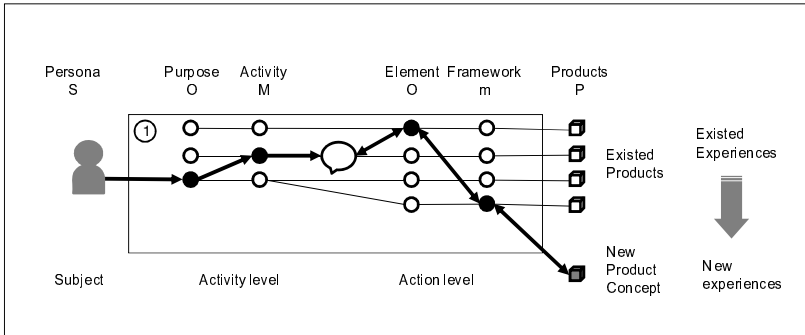 Persona
S
Purpose
O
Activity
M
Element
O
Framework
m
Products
P
1
Existed
Products
Existed
Experiences
New
Product
Concept
New
experiences
Subject
Activity level
Action level